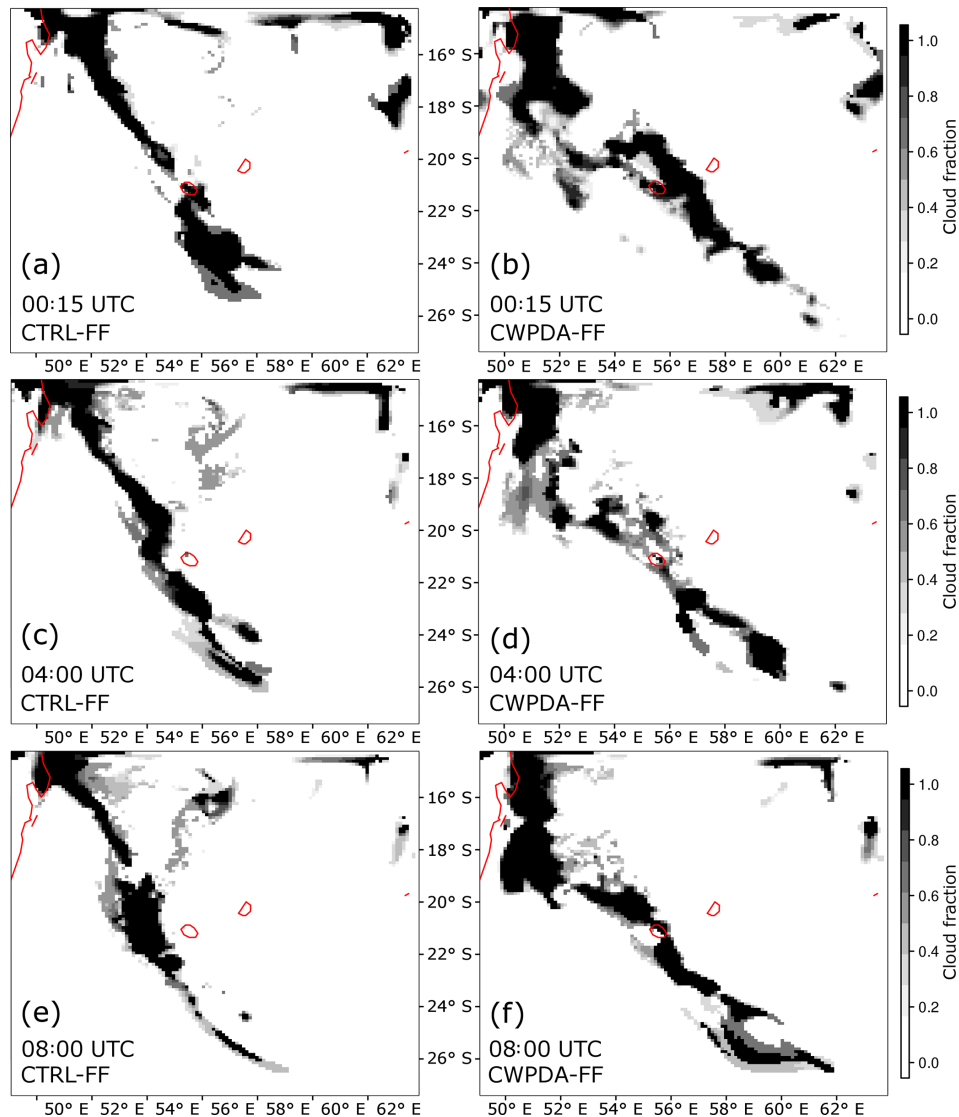 (a)
00:15 UTC
CTRL-FF
16° S
18° S
20° S
22° S
24° S
26° S
50° E 52° E 54° E 56° E 58° E 60° E 62° E
(b)
00:15 UTC
CWPDA-FF
50° E 52° E 54° E 56° E 58° E 60° E 62° E
1.0
0.8
0.6
0.4
0.2
0.0
Cloud fraction
(c)
04:00 UTC
CTRL-FF
16° S
18° S
20° S
22° S
24° S
26° S
50° E 52° E 54° E 56° E 58° E 60° E 62° E
(d)
04:00 UTC
CWPDA-FF
50° E 52° E 54° E 56° E 58° E 60° E 62° E
1.0
0.8
0.6
0.4
0.2
0.0
Cloud fraction
(e)
08:00 UTC
CTRL-FF
16° S
18° S
20° S
22° S
24° S
26° S
50° E 52° E 54° E 56° E 58° E 60° E 62° E
(f)
08:00 UTC
CWPDA-FF
50° E 52° E 54° E 56° E 58° E 60° E 62° E
1.0
0.8
0.6
0.4
0.2
0.0
Cloud fraction